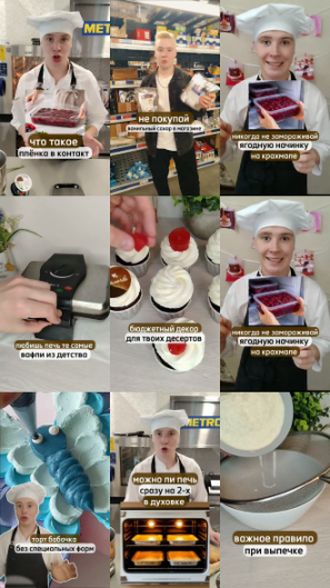 METRO
что такое
плёнка в контакт
не покупай
ванильный сахар в магазине
никогда не замораживай
ягодную начинку
на крахмале
любишь печь те самые
вафли из детства
бюджетный декор
для твоих десертов
никогда не замораживай
ягодную начинку
на крахмале
торт бабочка
без специальных форм
METRO
можно ли печь
сразу на 2-х
в духовке
важное правило
при выпечке